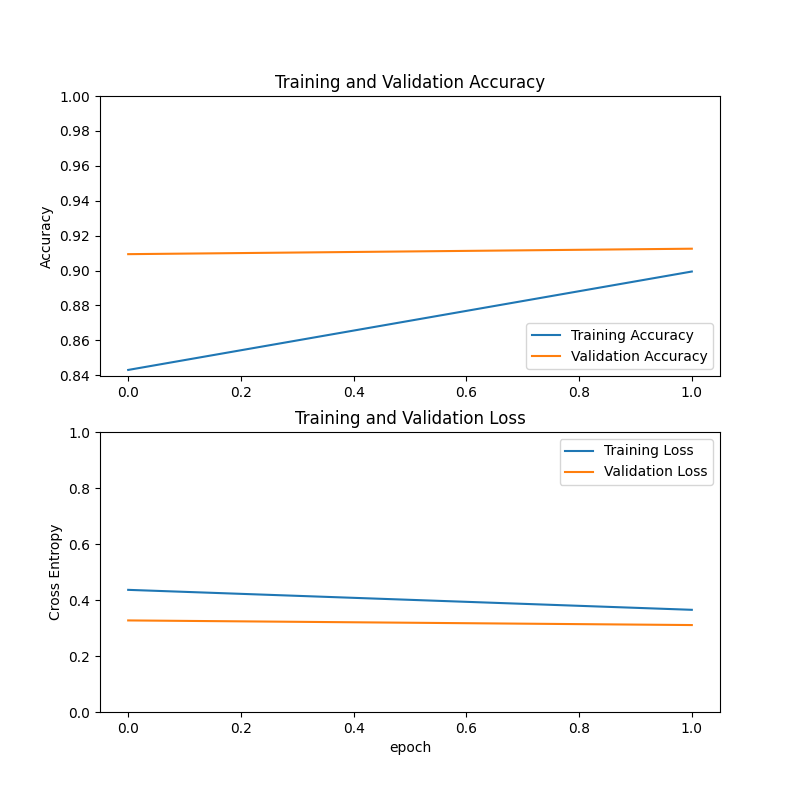 Training and Validation Accuracy
1.00
0.98
0.96
0.94
0.92
0.90
0.88
0.86
0.84
Accuracy
Training Accuracy
Validation Accuracy
0.0 0.2 0.4 0.6 0.8 1.0
Training and Validation Loss
1.0
0.8
0.6
0.4
0.2
0.0
Cross Entropy
Training Loss
Validation Loss
0.0 0.2 0.4 0.6 0.8 1.0
epoch